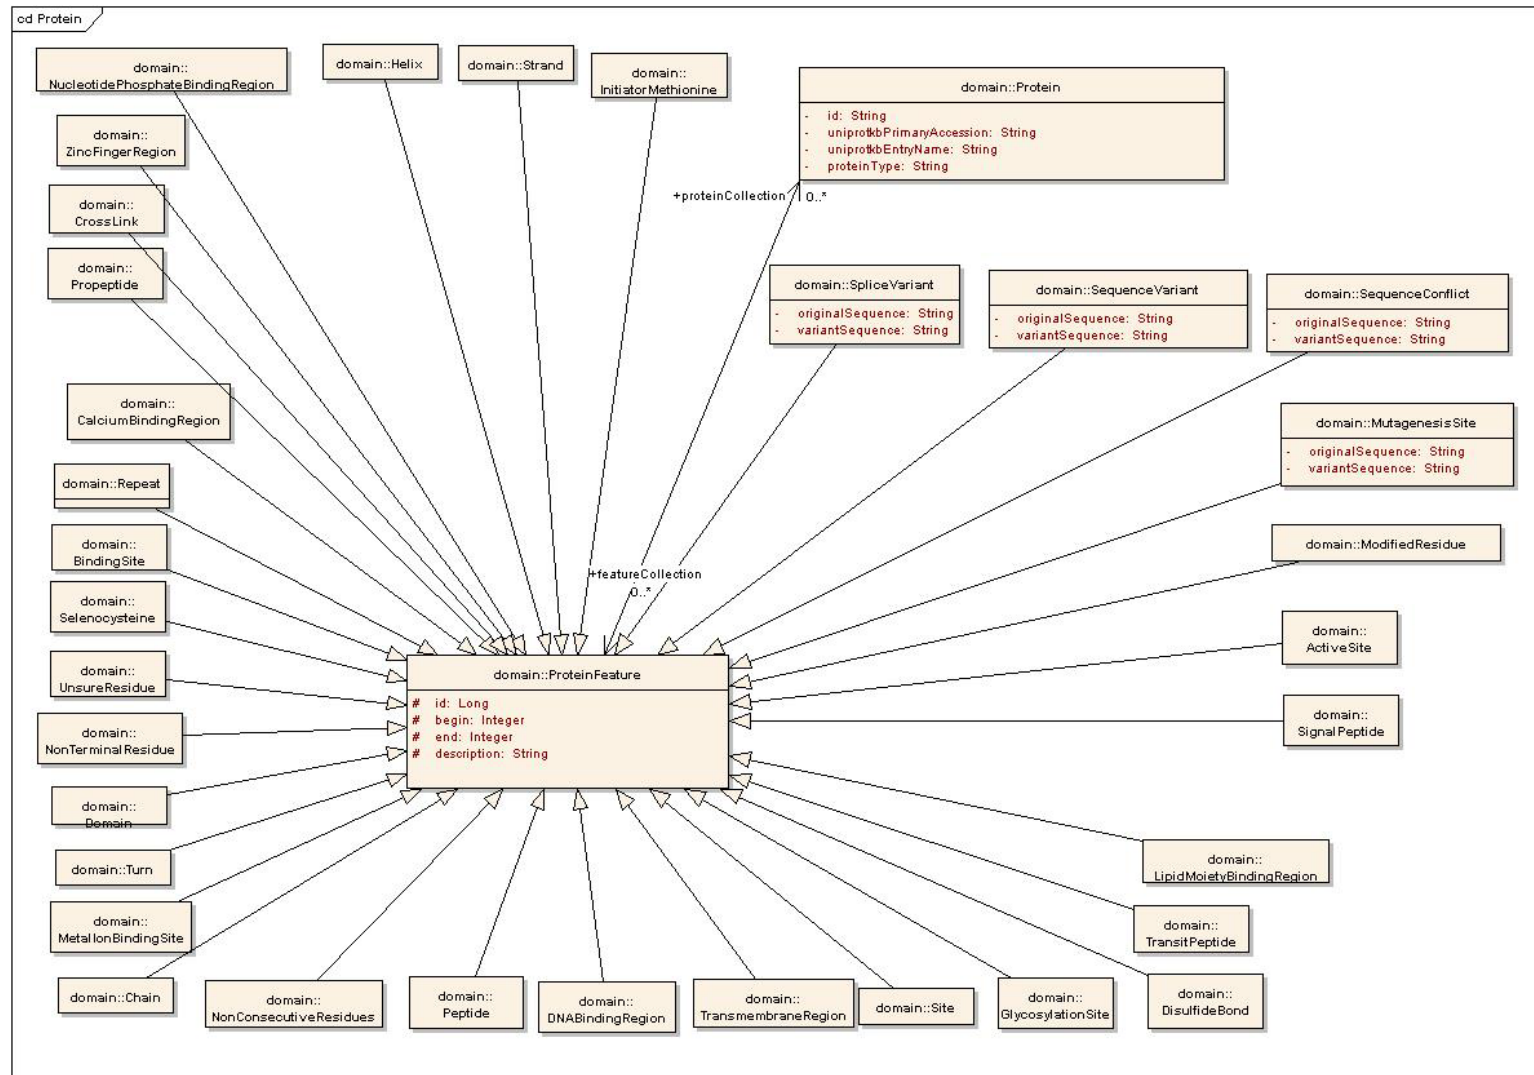 cd Protein
domain::
NucleotidePhosphateBindingRegion
domain::Helix
domain::Strand
domain::
InitiatorMethionine
domain::Protein
- id: String
- uniprotkbPrimaryAccession: String
- uniprotkbEntryName: String
- proteinType: String
domain::
ZincFingerRegion
+proteinCollection
0..*
domain::
CrossLink
domain::
Propeptide
domain::SpliceVariant
- originalSequence: String
- variantSequence: String
domain::SequenceVariant
- originalSequence: String
- variantSequence: String
domain::SequenceConflict
- originalSequence: String
- variantSequence: String
domain::
CalciumBindingRegion
domain::MutagenesisSite
- originalSequence: String
- variantSequence: String
domain::Repeat
domain::
BindingSite
domain::ModifiedResidue
+featureCollection
0..*
domain::
Selenocysteine
domain::
ActiveSite
domain::
UnsureResidue
domain::ProteinFeature
# id: Long
# begin: Integer
# end: Integer
# description: String
domain::
SignalPeptide
domain::
NonTerminalResidue
domain::
Domain
domain::Turn
domain::
LipidMoietyBindingRegion
domain::
MetalIonBindingSite
domain::
TransitPeptide
domain::Chain
domain::
NonConsecutiveResidues
domain::
Peptide
domain::
DNABindingRegion
domain::
TransmembraneRegion
domain::Site
domain::
GlycosylationSite
domain::
DisulfideBond